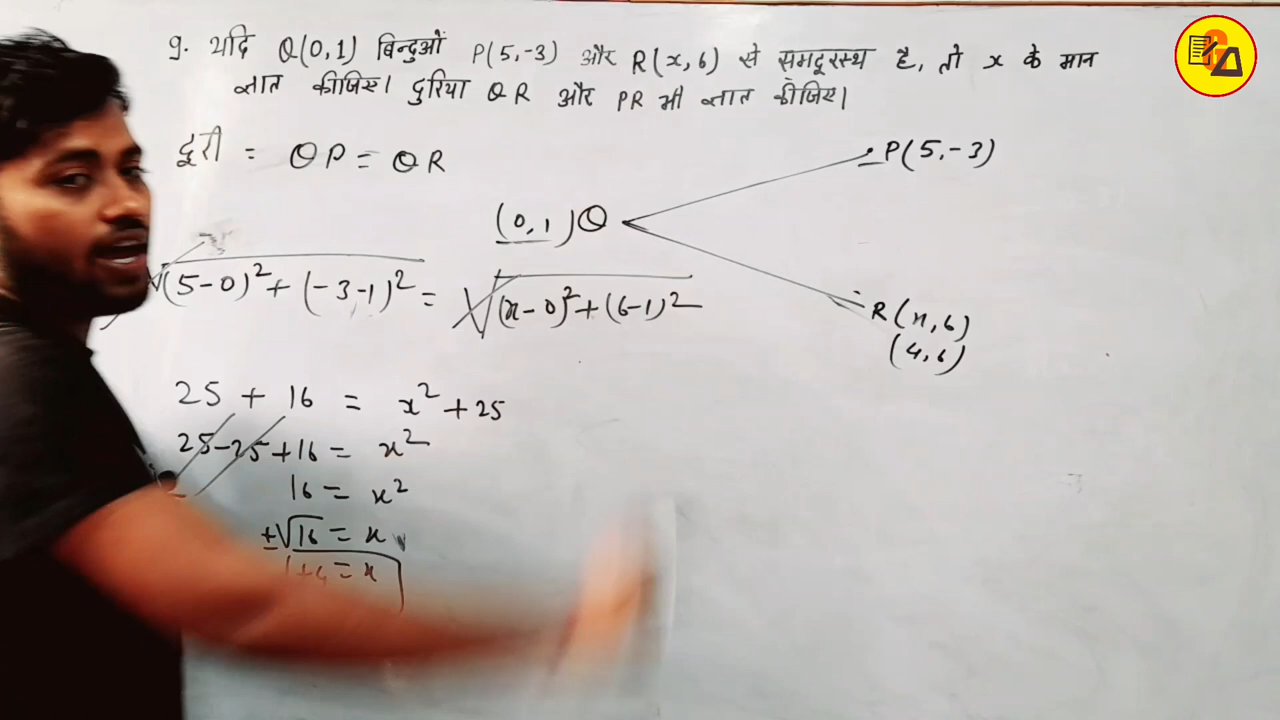 9. यदि Q(0,1) बिन्दुओं P(5,-3) और R(x,6) से समदूरस्थ है, तो x के मान
ज्ञात कीजिए। दुरिया QR और PR भी ज्ञात कीजिए।
दूरी = QP = QR
P(5,-3)
(0,1)Q
√(5-0)² + (-3-1)² = √(x-0)² + (6-1)²
R(x,6)
(4,6)
25 + 16 = x² + 25
25-25+16 = x²
16 = x²
±√16 = x
±4 = x